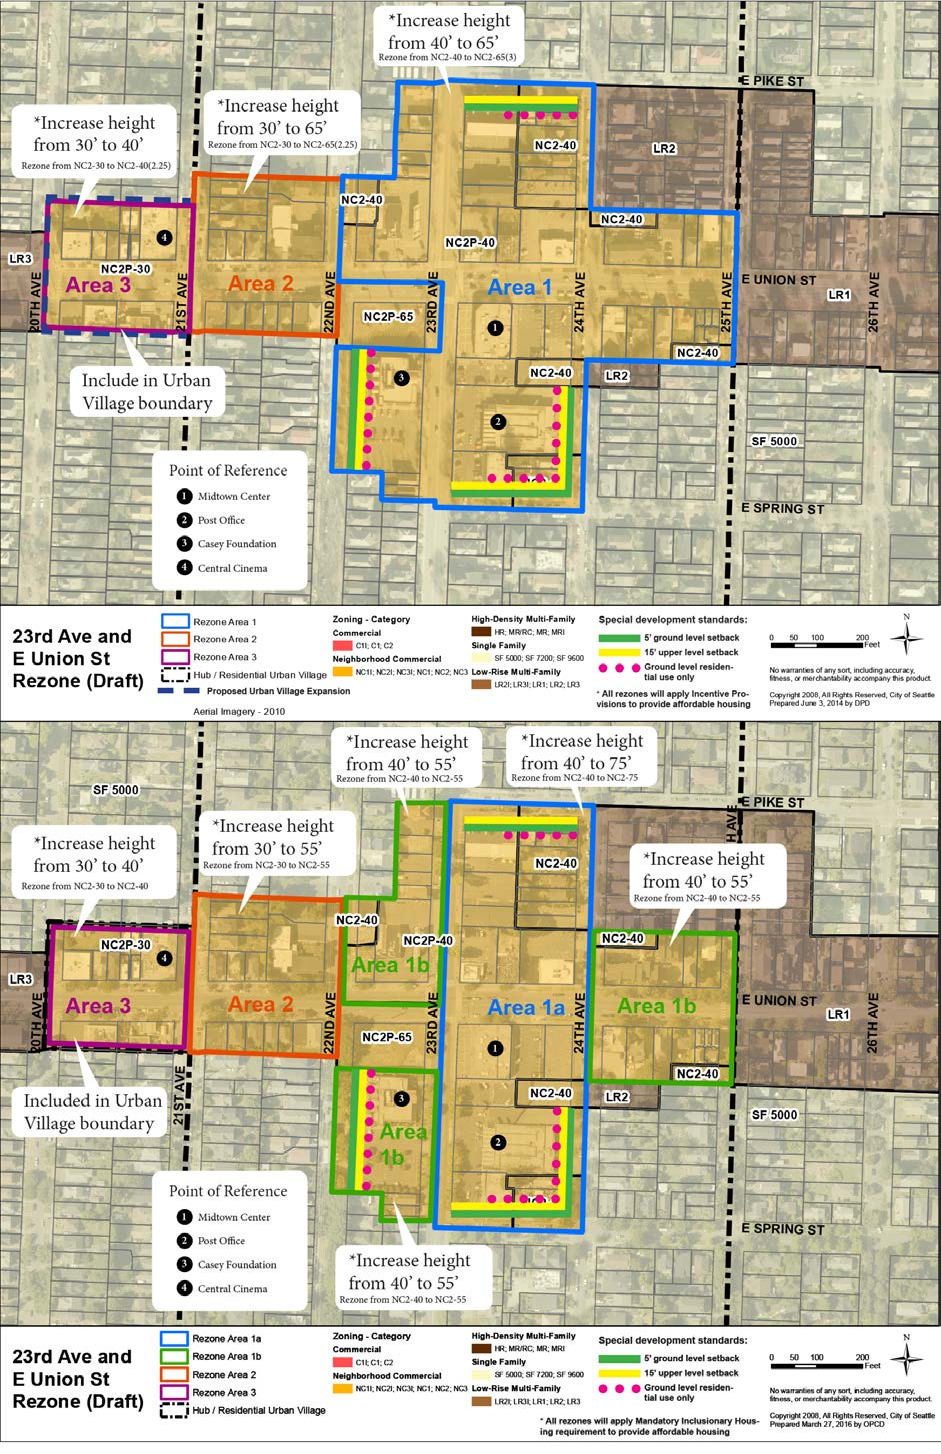 *Increase height
from 40' to 65'
Rezone from NC2-40 to NC2-65(3)
E PIKE ST
*Increase height
from 30' to 65'
Rezone from NC2-30 to NC2-65(2.25)
*Increase height
from 30' to 40'
Rezone from NC2-30 to NC2-40(2.25)
NC2-40
LR2
NC2-40
NC2-40
NC2P-40
LR3
4
NC2P-30
Area 3
Area 2
Area 1
E UNION ST
LR1
20TH AVE
21ST AVE
22ND AVE
23RD AVE
24TH AVE
25TH AVE
26TH AVE
NC2P-65
1
NC2-40
NC2-40
LR2
3
2
Include in Urban
Village boundary
SF 5000
E SPRING ST
Point of Reference
1 Midtown Center
2 Post Office
3 Casey Foundation
4 Central Cinema
23rd Ave and
E Union St
Rezone (Draft)
Rezone Area 1
Rezone Area 2
Rezone Area 3
Hub / Residential Urban Village
Proposed Urban Village Expansion
Aerial Imagery - 2010
Zoning - Category
Commercial
C1I; C1; C2
Neighborhood Commercial
NC1I; NC2I; NC3I; NC1; NC2; NC3
High-Density Multi-Family
HR; MR/RC; MR; MRI
Single Family
SF 5000; SF 7200; SF 9600
Low-Rise Multi-Family
LR2I; LR3I; LR1; LR2; LR3
Special development standards:
5' ground level setback
15' upper level setback
Ground level residen-
tial use only
* All rezones will apply Incentive Pro-
visions to provide affordable housing
N
0 50 100 200
Feet
No warranties of any sort, including accuracy,
fitness, or merchantability accompany this product.
Copyright 2008, All Rights Reserved, City of Seattle
Prepared June 3, 2014 by DPD
*Increase height
from 40' to 55'
Rezone from NC2-40 to NC2-55
*Increase height
from 40' to 75'
Rezone from NC2-40 to NC2-75
SF 5000
E PIKE ST
*Increase height
from 30' to 55'
Rezone from NC2-30 to NC2-55
*Increase height
from 30' to 40'
Rezone from NC2-30 to NC2-40
*Increase height
from 40' to 55'
Rezone from NC2-40 to NC2-55
H AVE
NC2-40
NC2-40
NC2P-40
NC2-40
NC2P-30
4
LR3
Area 1b
Area 3
Area 2
Area 1a
Area 1b
E UNION ST
LR1
20TH AVE
21ST AVE
22ND AVE
23RD AVE
24TH AVE
26TH AVE
NC2P-65
1
NC2-40
NC2-40
LR2
3
Area
1b
2
Included in Urban
Village boundary
SF 5000
E SPRING ST
Point of Reference
1 Midtown Center
2 Post Office
3 Casey Foundation
4 Central Cinema
*Increase height
from 40' to 55'
Rezone from NC2-40 to NC2-55
23rd Ave and
E Union St
Rezone (Draft)
Rezone Area 1a
Rezone Area 1b
Rezone Area 2
Rezone Area 3
Hub / Residential Urban Village
Zoning - Category
Commercial
C1I; C1; C2
Neighborhood Commercial
NC1I; NC2I; NC3I; NC1; NC2; NC3
High-Density Multi-Family
HR; MR/RC; MR; MRI
Single Family
SF 5000; SF 7200; SF 9600
Low-Rise Multi-Family
LR2I; LR3I; LR1; LR2; LR3
Special development standards:
5' ground level setback
15' upper level setback
Ground level residen-
tial use only
* All rezones will apply Mandatory Inclusionary Hous-
ing requirement to provide affordable housing
N
0 50 100 200
Feet
No warranties of any sort, including accuracy,
fitness, or merchantability accompany this product.
Copyright 2008, All Rights Reserved, City of Seattle
Prepared March 27, 2016 by OPCD